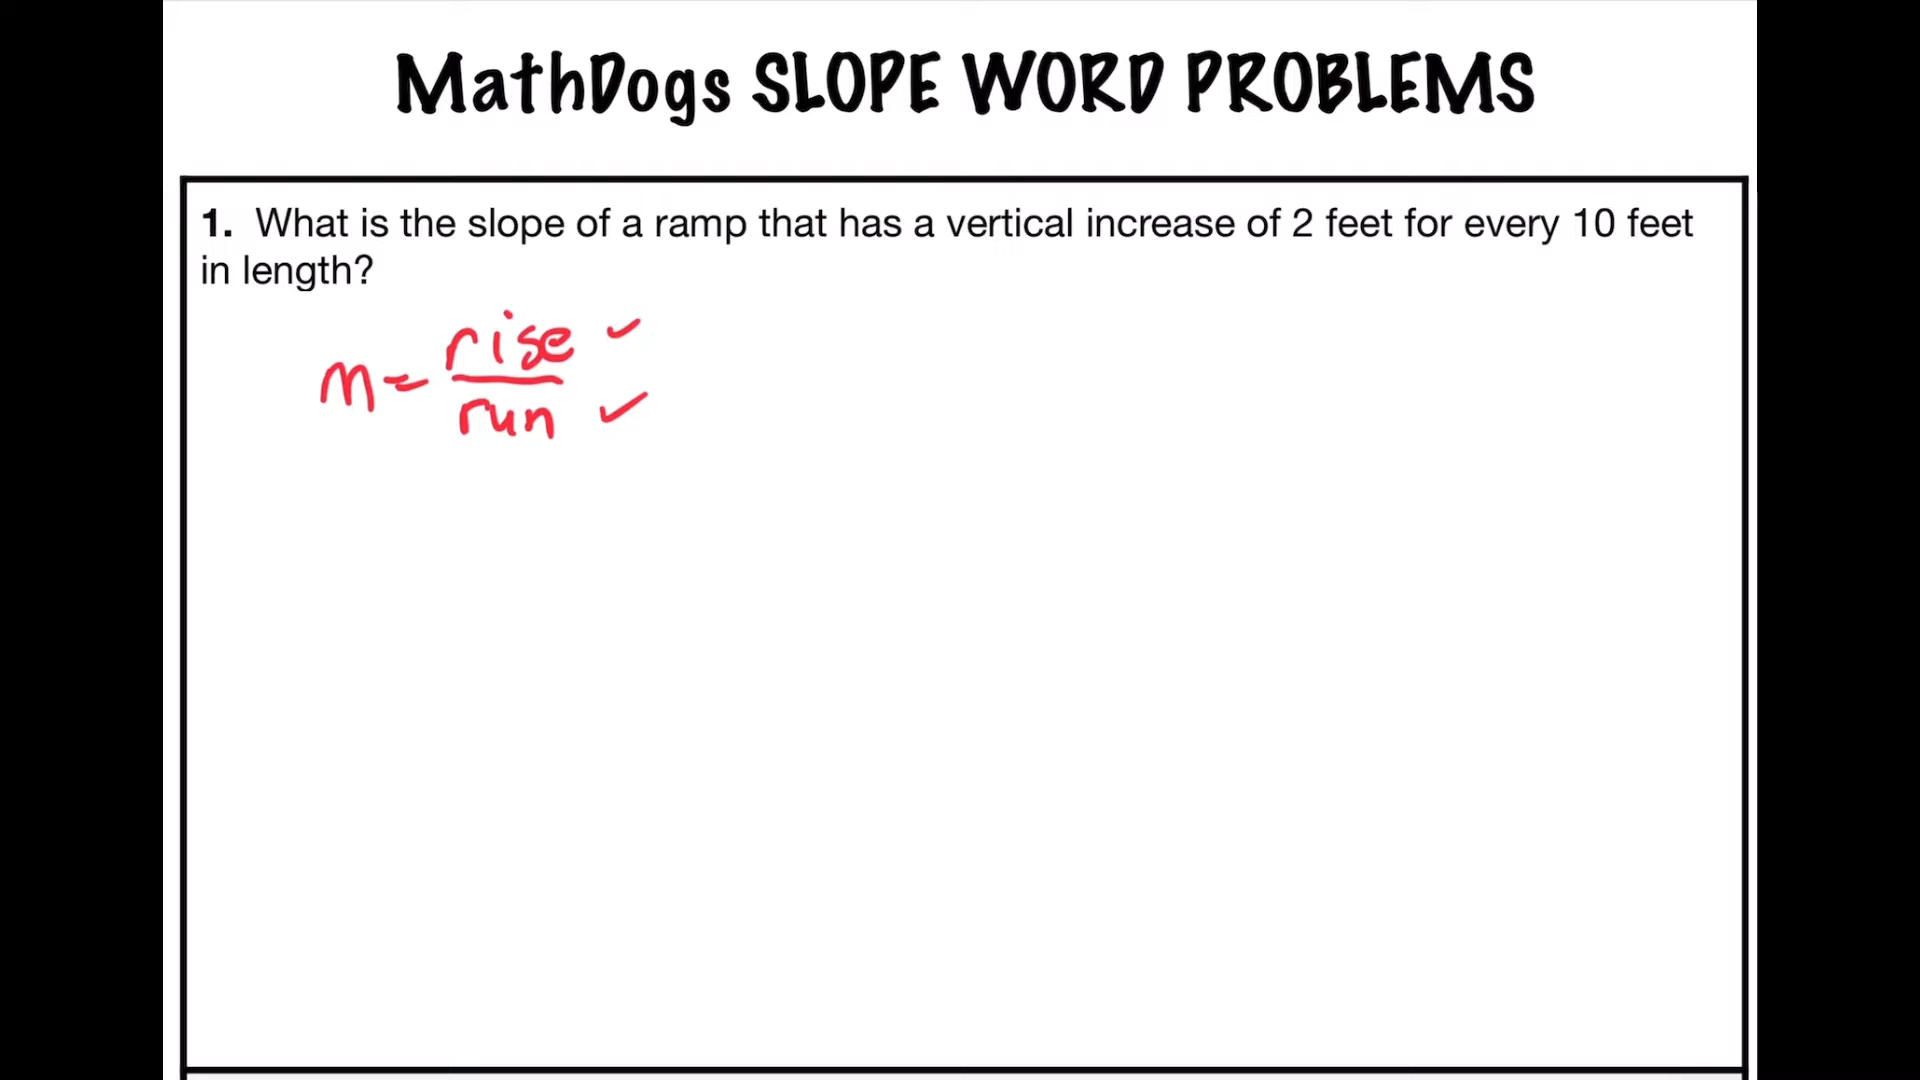 MathDogs SLOPE WORD PROBLEMS
1. What is the slope of a ramp that has a vertical increase of 2 feet for every 10 feet
in length?
m = rise ✓
run ✓